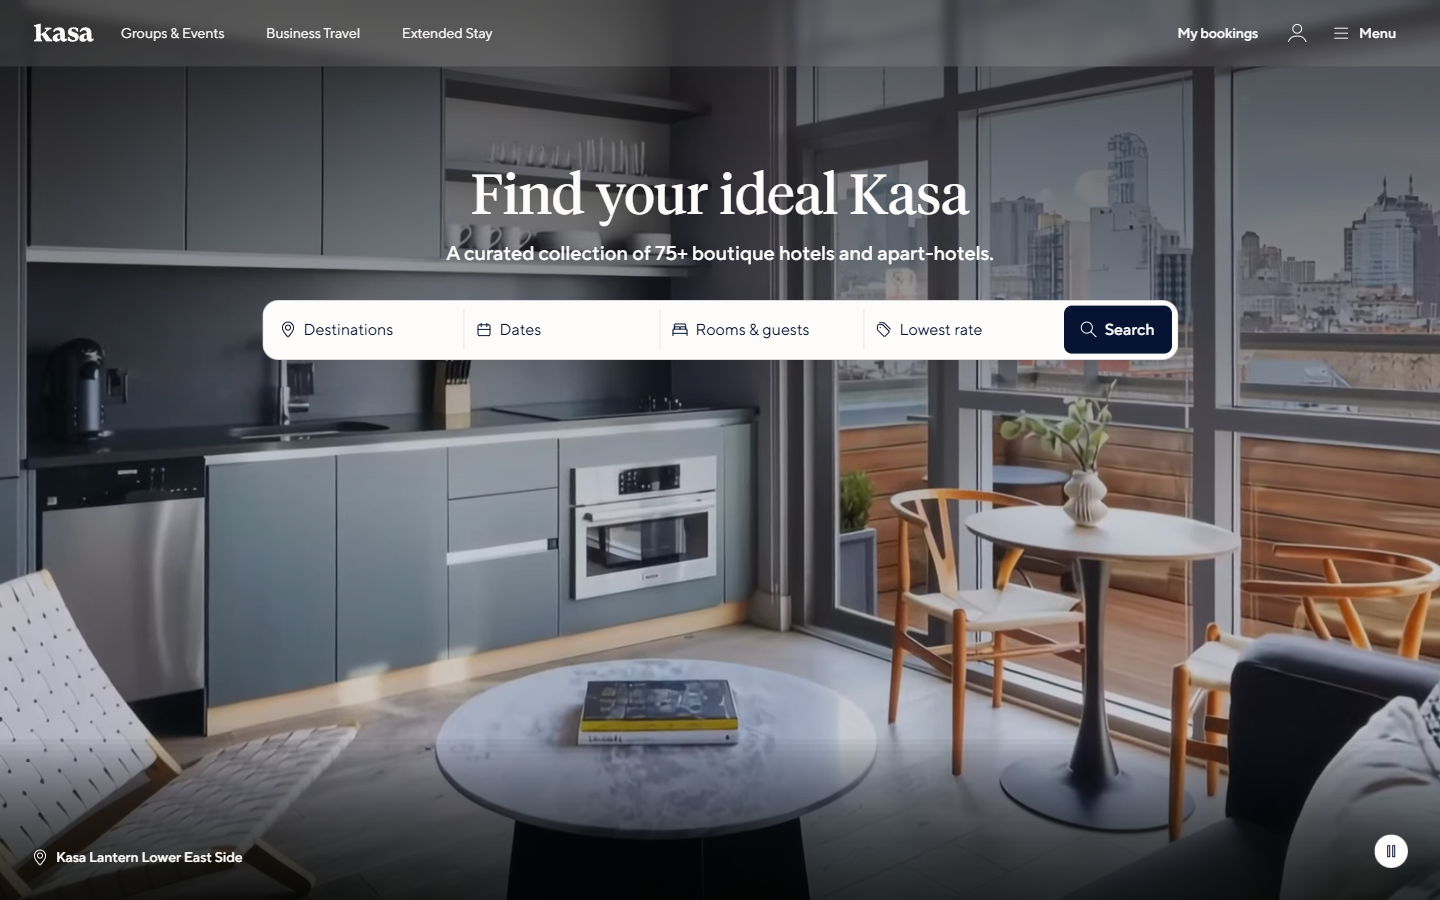 kasa
Groups & Events
Business Travel
Extended Stay
My bookings
Menu
Find your ideal Kasa
A curated collection of 75+ boutique hotels and apart-hotels.
Destinations
Dates
Rooms & guests
Lowest rate
Search
Kasa Lantern Lower East Side